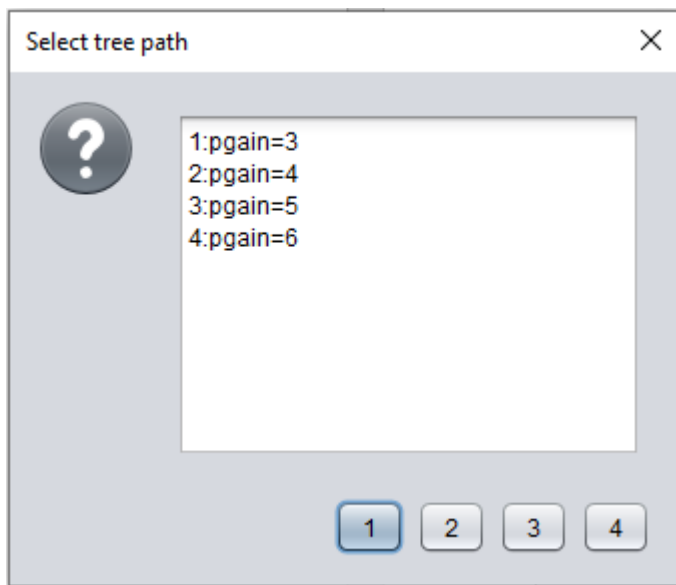 Select tree path
?
1:pgain=3
2:pgain=4
3:pgain=5
4:pgain=6
1 2 3 4